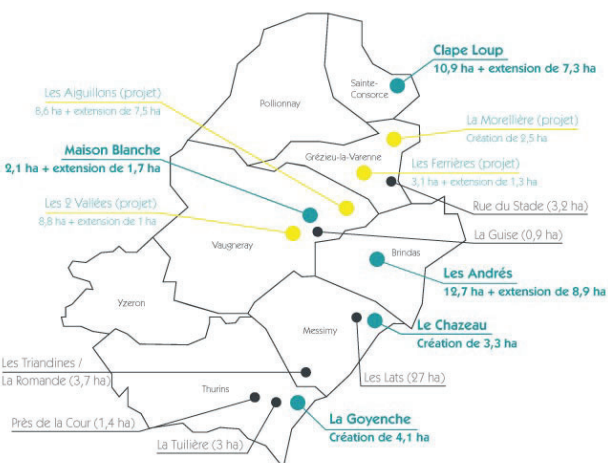 Clape Loup
10,9 ha + extension de 7,3 ha
Sainte-
Consorce
Pollionnay
Les Aiguillons (projet)
8,6 ha + extension de 7,5 ha
La Morellière (projet)
Création de 2,5 ha
Maison Blanche
2,1 ha + extension de 1,7 ha
Grézieu-la-Varenne
Les Ferrières (projet)
3,1 ha + extension de 1,3 ha
Rue du Stade (3,2 ha)
Les 2 Vallées (projet)
8,8 ha + extension de 1 ha
La Guise (0,9 ha)
Vaugneray
Brindas
Les Andrés
12,7 ha + extension de 8,9 ha
Yzeron
Messimy
Le Chazeau
Création de 3,3 ha
Les Triandines /
La Romande (3,7 ha)
Les Lats (27 ha)
Thurins
Près de la Cour (1,4 ha)
La Tuilière (3 ha)
La Goyenche
Création de 4,1 ha